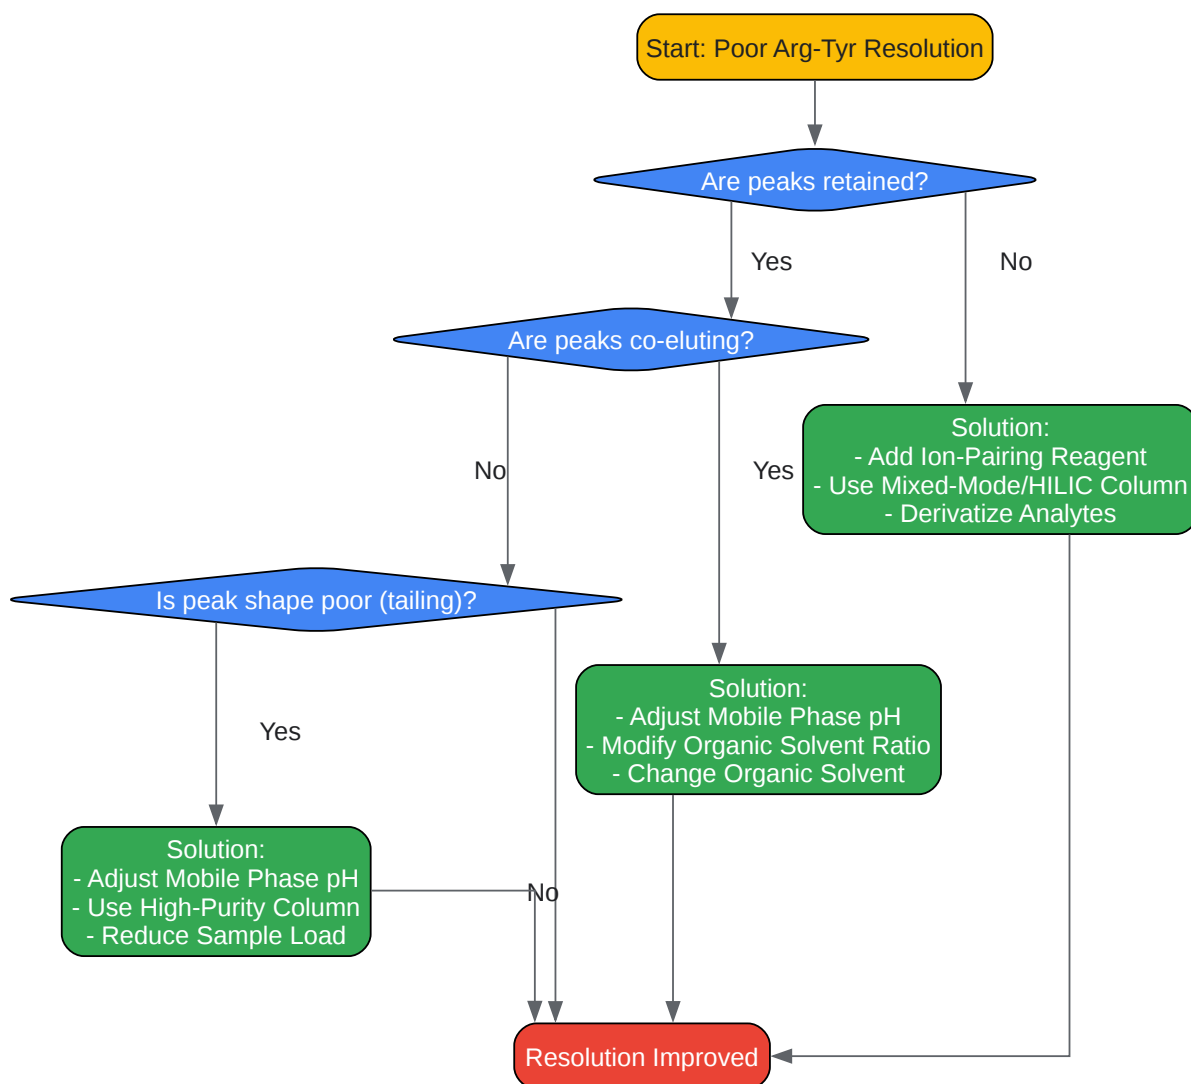 Start: Poor Arg-Tyr Resolution
Are peaks retained?
Yes
No
Are peaks co-eluting?
Solution:
- Add Ion-Pairing Reagent
- Use Mixed-Mode/HILIC Column
- Derivatize Analytes
No
Yes
Is peak shape poor (tailing)?
Solution:
- Adjust Mobile Phase pH
- Modify Organic Solvent Ratio
- Change Organic Solvent
Yes
Solution:
- Adjust Mobile Phase pH
- Use High-Purity Column
- Reduce Sample Load
No
Resolution Improved